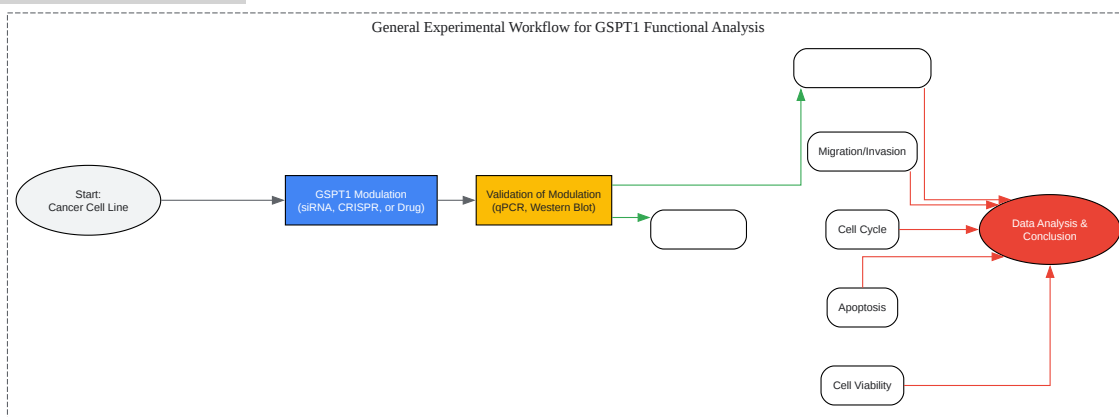 General Experimental Workflow for GSPT1 Functional Analysis
Start:
Cancer Cell Line
GSPT1 Modulation
(siRNA, CRISPR, or Drug)
Validation of Modulation
(qPCR, Western Blot)
Migration/Invasion
Cell Cycle
Apoptosis
Cell Viability
Data Analysis &
Conclusion